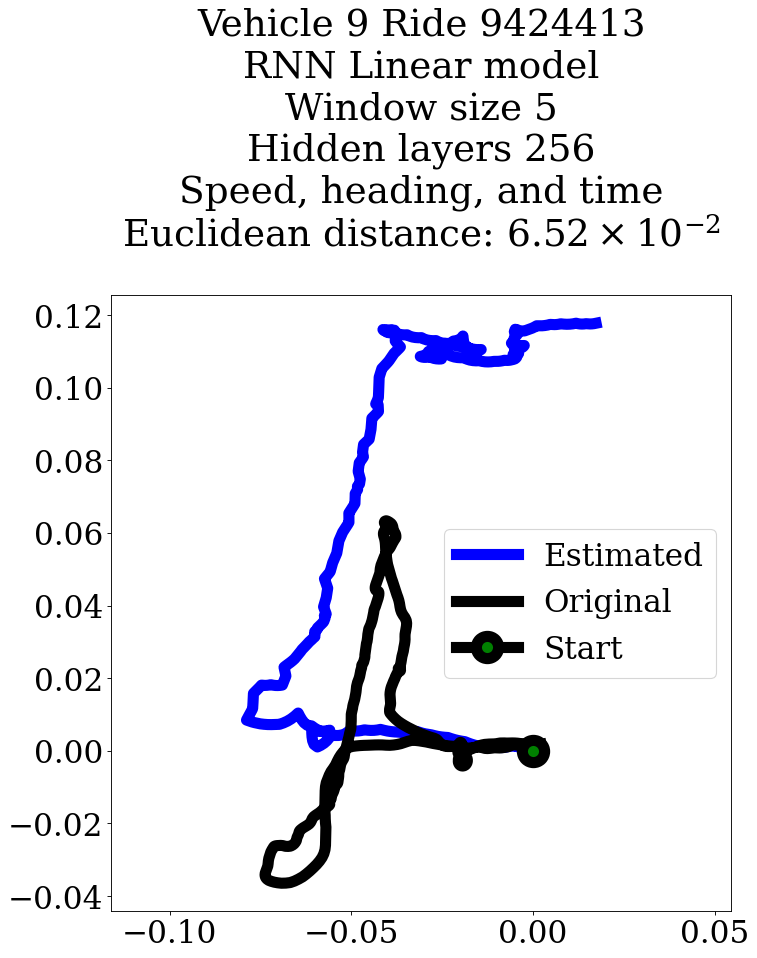 Vehicle 9 Ride 9424413
RNN Linear model
Window size 5
Hidden layers 256
Speed, heading, and time
Euclidean distance: 6.52 × 10⁻²
0.12
0.10
0.08
0.06
0.04
0.02
0.00
−0.02
−0.04
Estimated
Original
Start
−0.10
−0.05
0.00
0.05